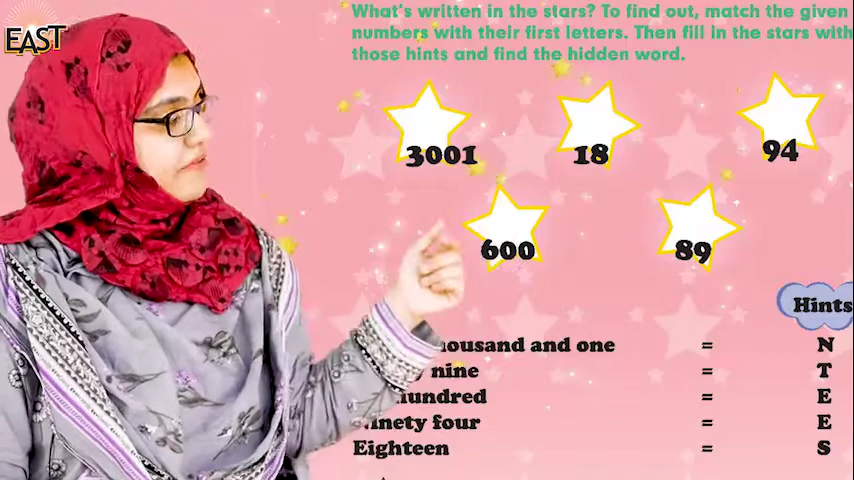 EAST
What's written in the stars? To find out, match the given
numbers with their first letters. Then fill in the stars with
those hints and find the hidden word.
3001 18 94
600 89
Hints
and one = N
nine = T
hundred = E
Ninety four = E
Eighteen = S